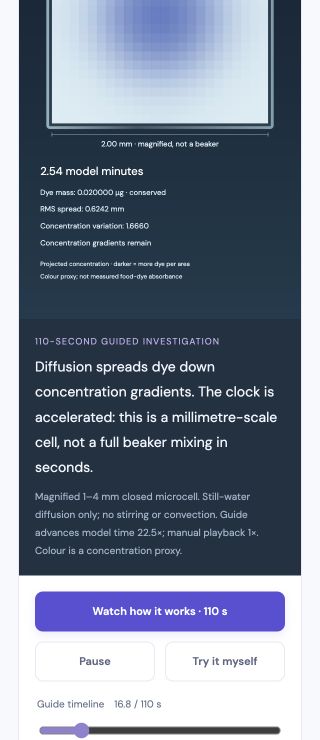 2.00 mm · magnified, not a beaker
2.54 model minutes
Dye mass: 0.020000 µg · conserved
RMS spread: 0.6242 mm
Concentration variation: 1.6660
Concentration gradients remain
Projected concentration · darker = more dye per area
Colour proxy; not measured food-dye absorbance
110-SECOND GUIDED INVESTIGATION
Diffusion spreads dye down
concentration gradients. The clock is
accelerated: this is a millimetre-scale
cell, not a full beaker mixing in
seconds.
Magnified 1–4 mm closed microcell. Still-water
diffusion only; no stirring or convection. Guide
advances model time 22.5×; manual playback 1×.
Colour is a concentration proxy.
Watch how it works · 110 s
Pause
Try it myself
Guide timeline 16.8 / 110 s